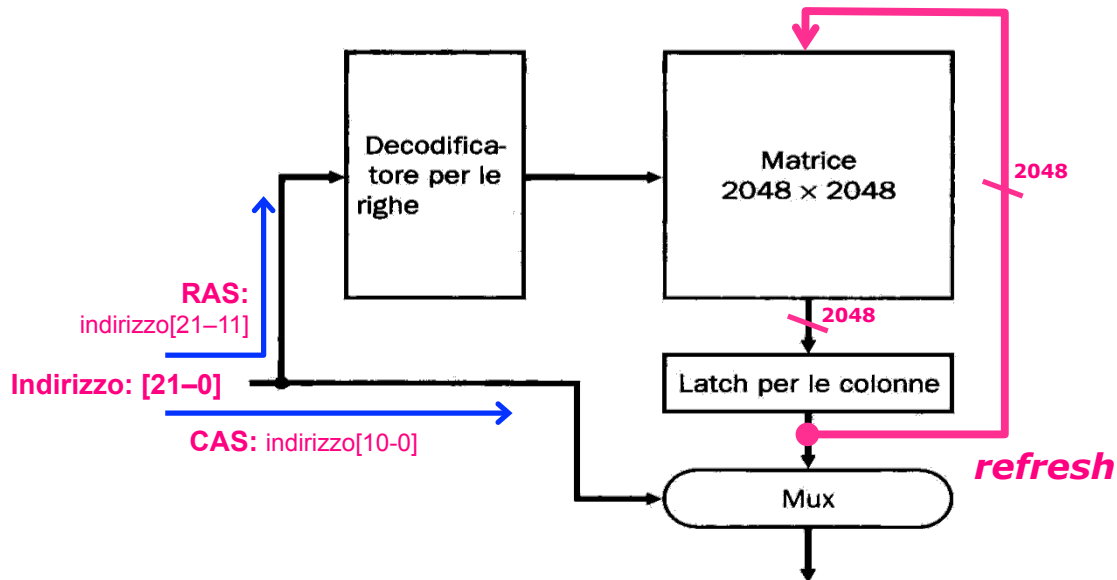 2048
Decodifica-
tore per le
righe
Matrice
2048 × 2048
RAS:
indirizzo[21–11]
2048
Indirizzo: [21–0]
Latch per le colonne
CAS: indirizzo[10-0]
refresh
Mux